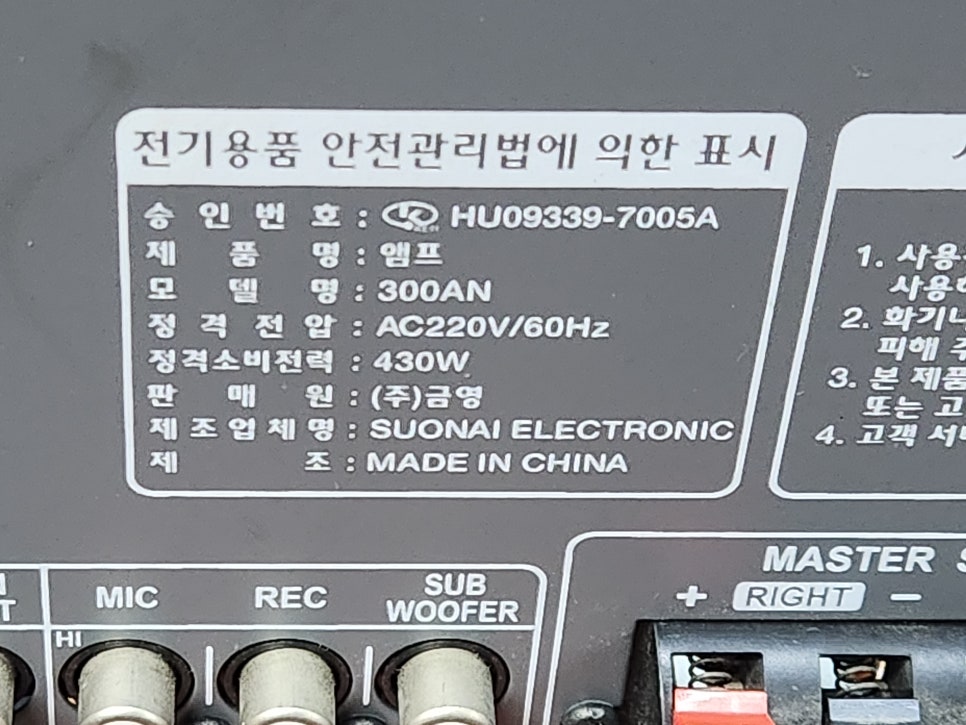 전기용품 안전관리법에 의한 표시
승 인 번 호 : HU09339-7005A
제 품 명 : 앰프
모 델 명 : 300AN
정 격 전 압 : AC220V/60Hz
정격소비전력 : 430W
판 매 원 : (주)금영
제 조 업 체 명 : SUONAI ELECTRONIC
제 조 : MADE IN CHINA
1. 사용
사용
2. 화기나
피해 주
3. 본 제품
또는 고
4. 고객 서
MASTER S
+ RIGHT -
MIC REC SUB WOOFER
HI